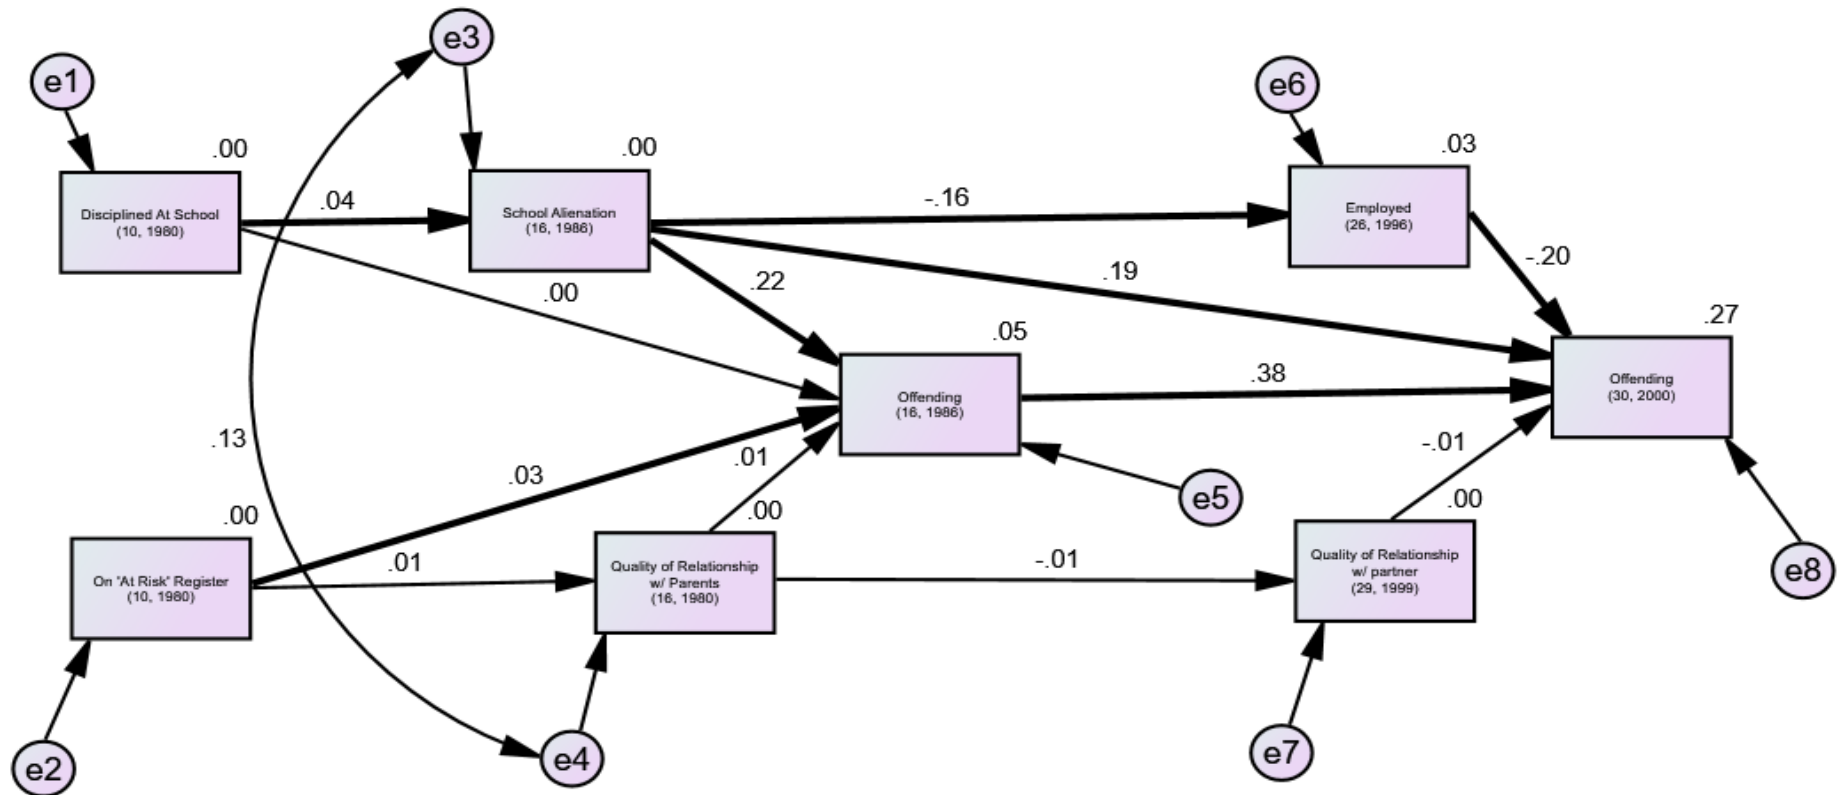 e3
e1
e6
.00
.00
.03
Disciplined At School
(10, 1980)
.04
School Alienation
(16, 1986)
-.16
Employed
(26, 1996)
-.20
.22
.19
.00
.27
.05
Offending
(16, 1986)
.38
Offending
(30, 2000)
.13
.03
.01
-.01
e5
.00
.00
.00
On 'At Risk' Register
(10, 1980)
.01
Quality of Relationship
w/ Parents
(16, 1980)
-.01
Quality of Relationship
w/ partner
(29, 1999)
e8
e2
e4
e7